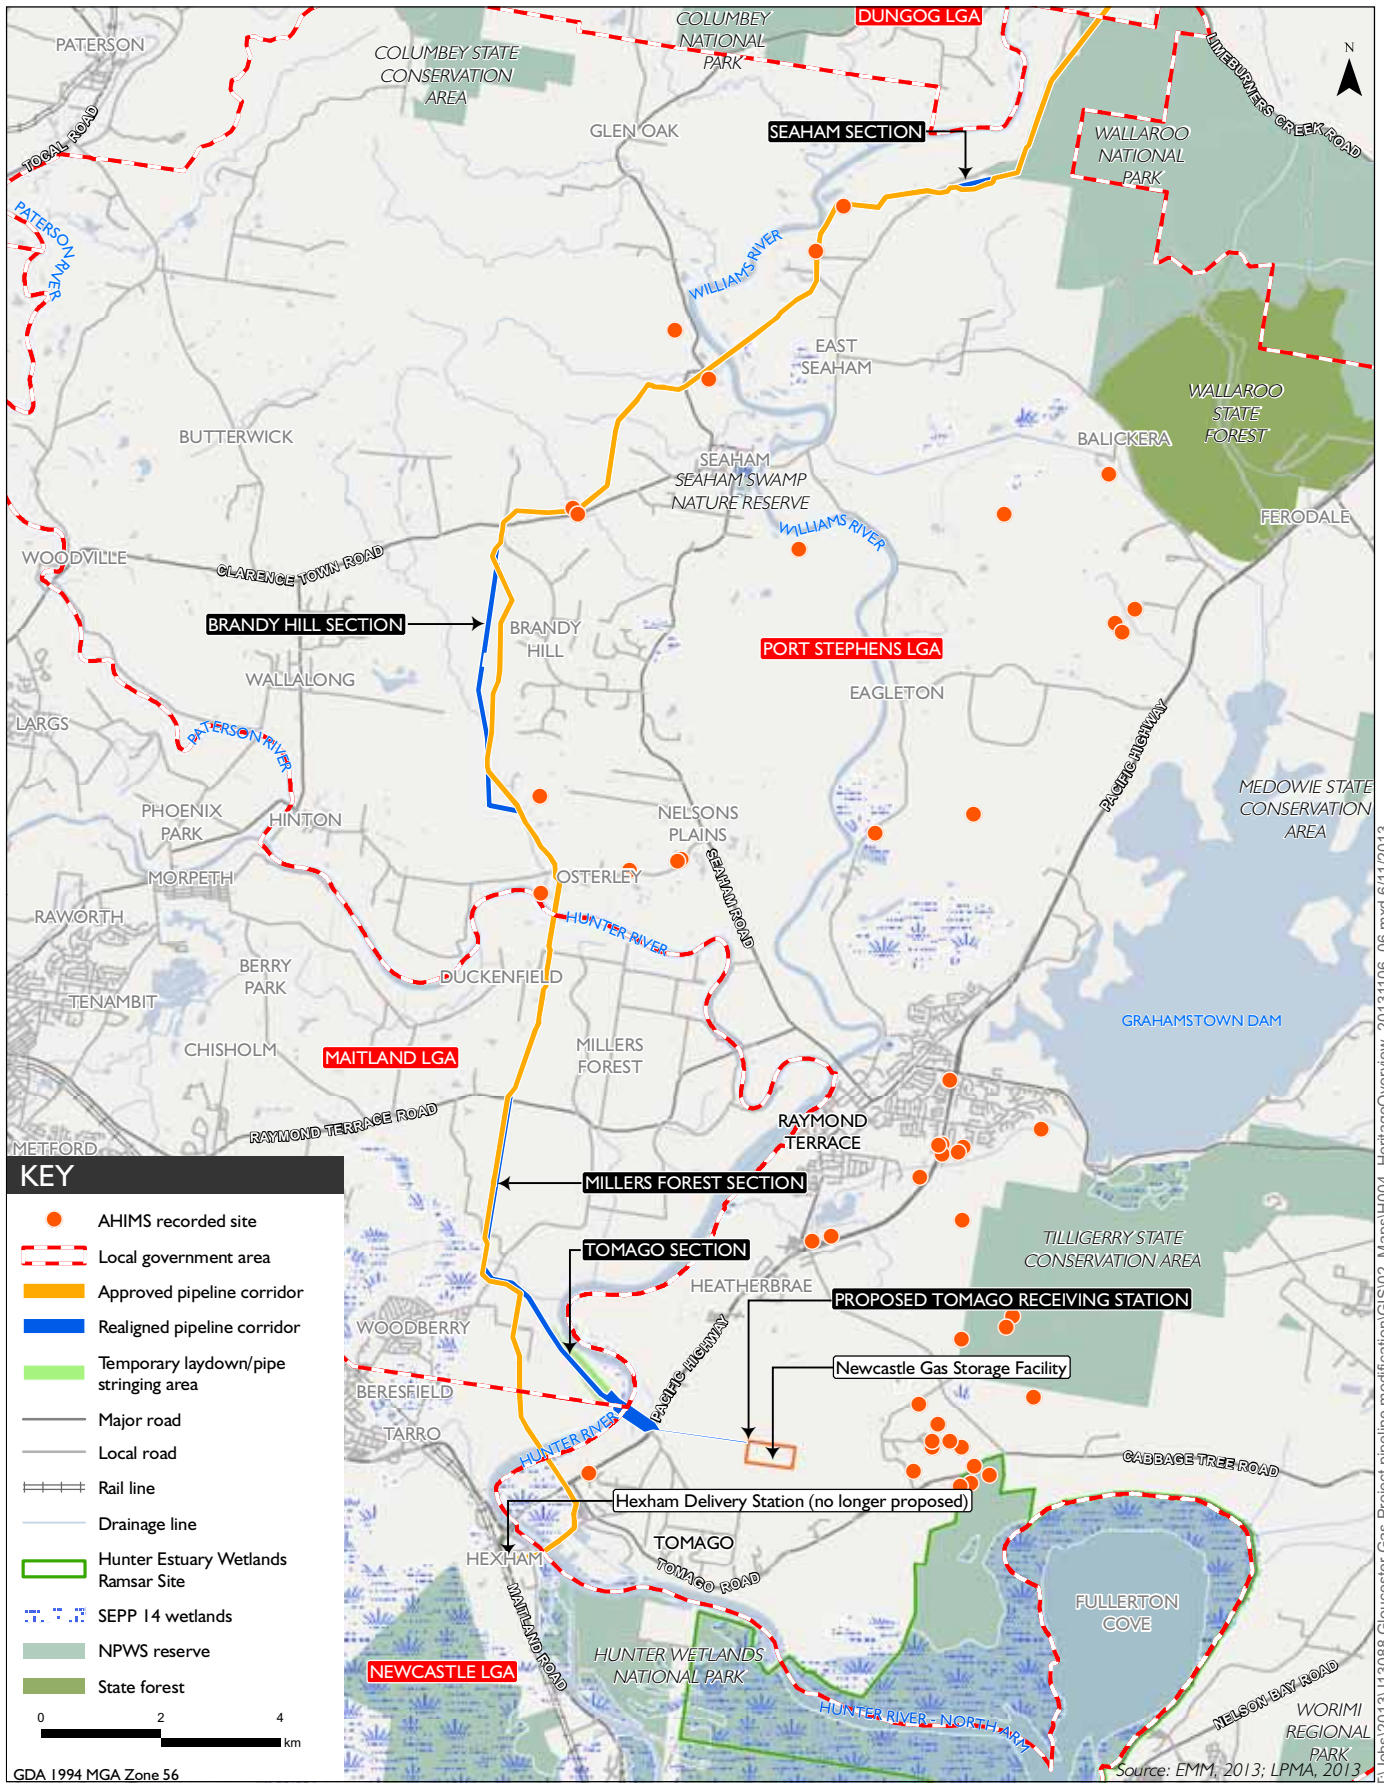 COLUMBEY
NATIONAL
PARK
DUNGOG LGA
PATERSON
COLUMBEY STATE
CONSERVATION
AREA
LIMEBURNERS CREEK ROAD
N
TOCAL ROAD
GLEN OAK
SEAHAM SECTION
WALLAROO
NATIONAL
PARK
PATERSON RIVER
WILLIAMS RIVER
EAST
SEAHAM
WALLAROO
STATE
FOREST
BUTTERWICK
BALICKERA
SEAHAM
SEAHAM SWAMP
NATURE RESERVE
WILLIAMS RIVER
FERODALE
WOODVILLE
CLARENCE TOWN ROAD
BRANDY HILL SECTION
BRANDY
HILL
PORT STEPHENS LGA
WALLALONG
EAGLETON
LARGS
PATERSON RIVER
PACIFIC HIGHWAY
MEDOWIE STATE
CONSERVATION
AREA
PHOENIX
PARK
HINTON
NELSONS
PLAINS
SEAHAM ROAD
MORPETH
OSTERLEY
RAWORTH
HUNTER RIVER
BERRY
PARK
DUCKENFIELD
TENAMBIT
GRAHAMSTOWN DAM
CHISHOLM
MAITLAND LGA
MILLERS
FOREST
RAYMOND TERRACE ROAD
RAYMOND
TERRACE
METFORD
MILLERS FOREST SECTION
TOMAGO SECTION
TILLIGERRY STATE
CONSERVATION AREA
HEATHERBRAE
PROPOSED TOMAGO RECEIVING STATION
WOODBERRY
PACIFIC HIGHWAY
Newcastle Gas Storage Facility
BERESFIELD
TARRO
HUNTER RIVER
CABBAGE TREE ROAD
Hexham Delivery Station (no longer proposed)
TOMAGO
HEXHAM
TOMAGO ROAD
MAITLAND ROAD
FULLERTON
COVE
HUNTER WETLANDS
NATIONAL PARK
NEWCASTLE LGA
HUNTER RIVER - NORTH ARM
NELSON BAY ROAD
WORIMI
REGIONAL
PARK
Source: EMM, 2013; LPMA, 2013
KEY
AHIMS recorded site
Local government area
Approved pipeline corridor
Realigned pipeline corridor
Temporary laydown/pipe
stringing area
Major road
Local road
Rail line
Drainage line
Hunter Estuary Wetlands
Ramsar Site
SEPP 14 wetlands
NPWS reserve
State forest
0 2 4
km
GDA 1994 MGA Zone 56